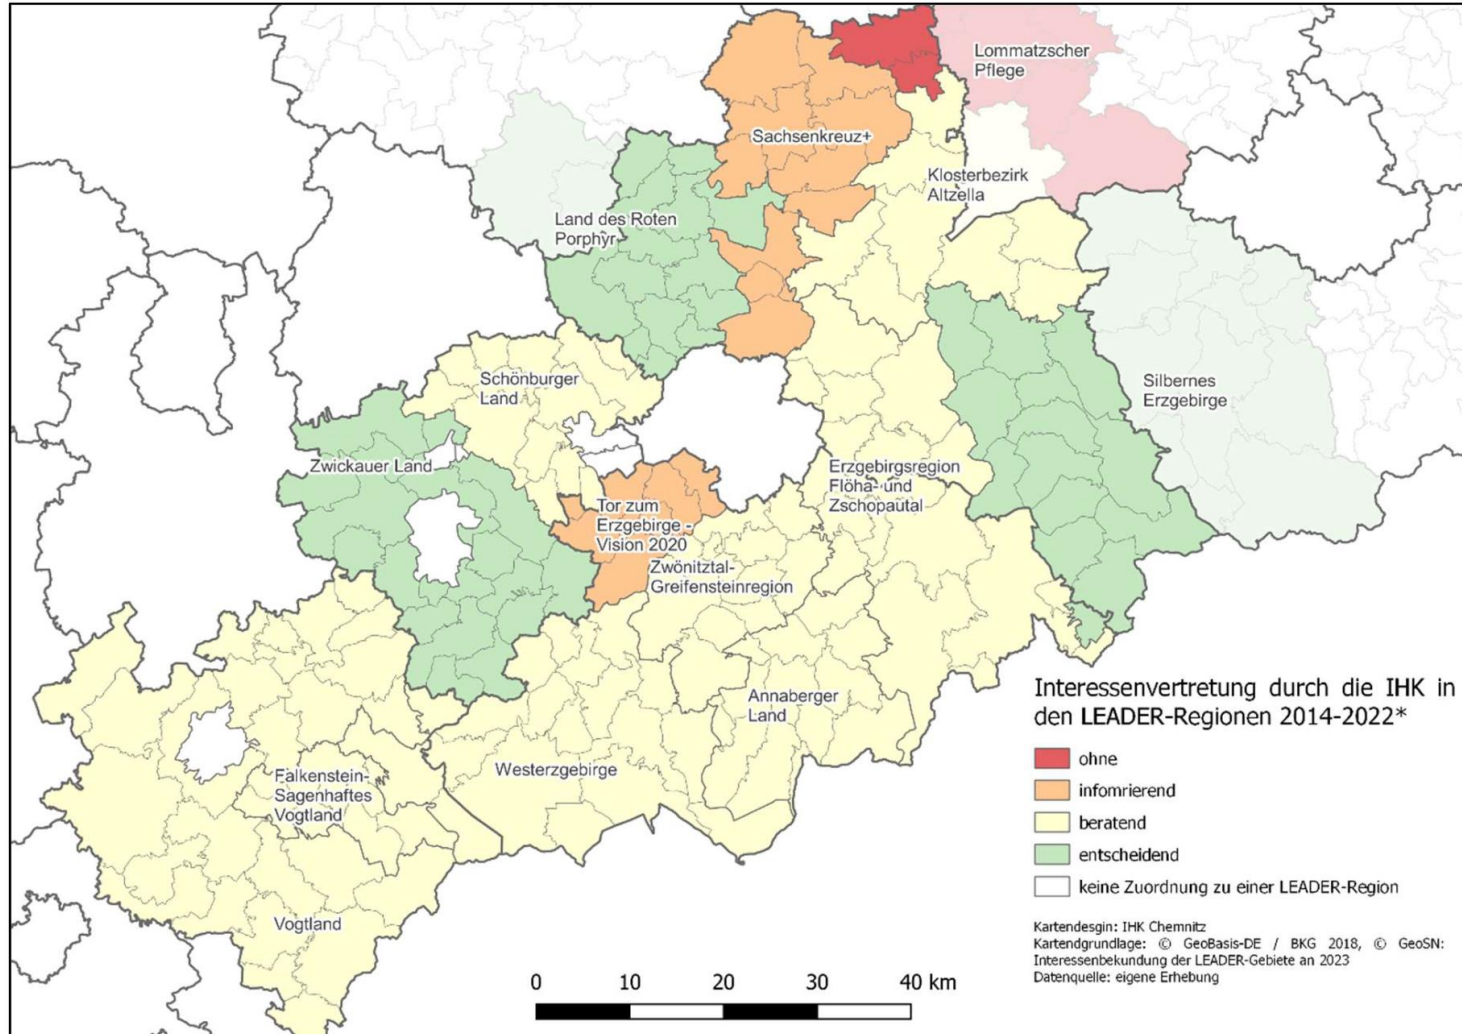 Lommatzscher
Pflege
Sachsenkreuz+
Klosterbezirk
Altzella
Land des Roten
Porphyr
Silbernes
Erzgebirge
Schönburger
Land
Zwickauer Land
Erzgebirgsregion
Flöha- und
Zschopautal
Tor zum
Erzgebirge -
Vision 2020
Zwönitztal-
Greifensteinregion
Annaberger
Land
Westerzgebirge
Falkenstein-
Sagenhaftes
Vogtland
Vogtland
Interessenvertretung durch die IHK in
den LEADER-Regionen 2014-2022*
ohne
infomrierend
beratend
entscheidend
keine Zuordnung zu einer LEADER-Region
Kartendesgin: IHK Chemnitz
Kartendgrundlage: © GeoBasis-DE / BKG 2018, © GeoSN:
Interessenbekundung der LEADER-Gebiete an 2023
Datenquelle: eigene Erhebung
0 10 20 30 40 km